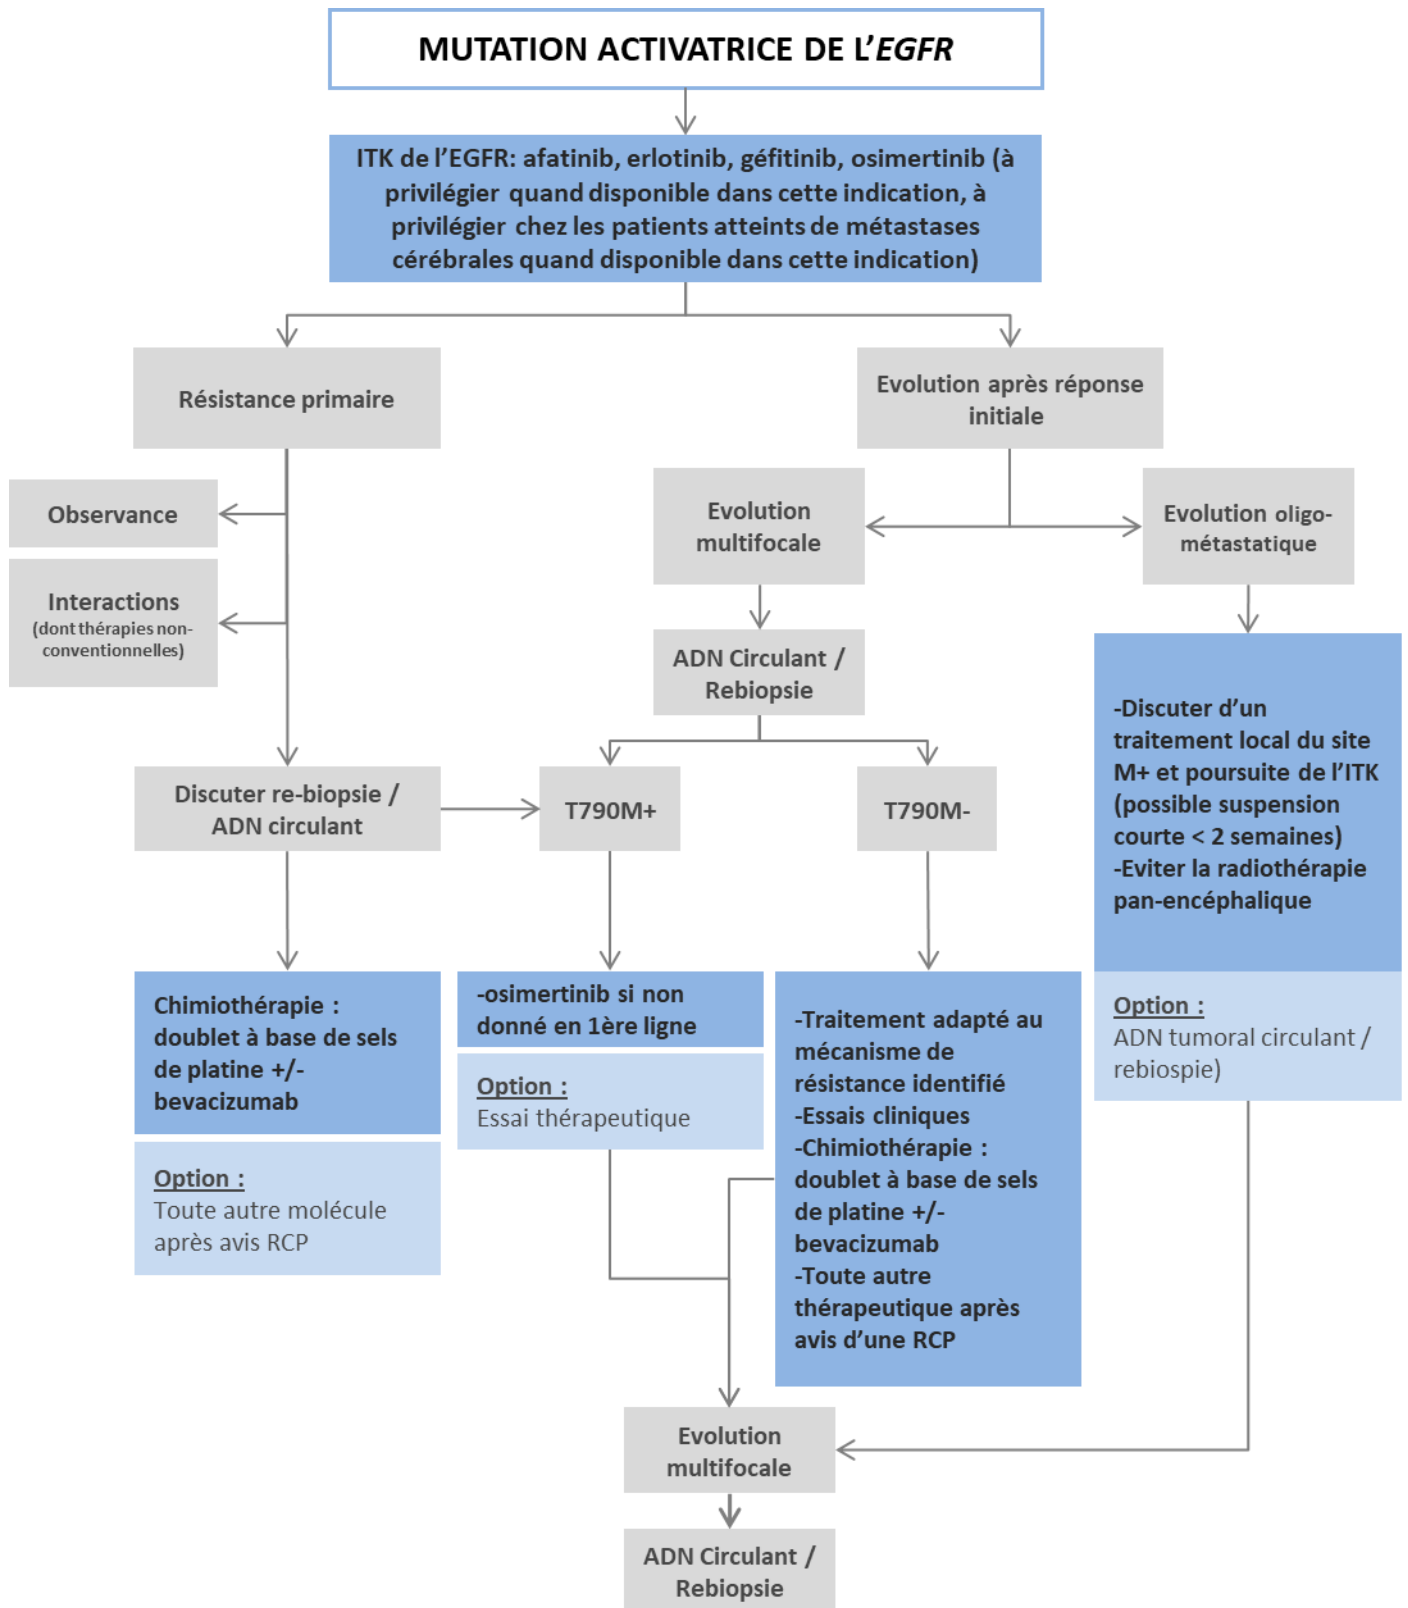 MUTATION ACTIVATRICE DE L’EGFR
ITK de l’EGFR: afatinib, erlotinib, géfitinib, osimertinib (à
privilégier quand disponible dans cette indication, à
privilégier chez les patients atteints de métastases
cérébrales quand disponible dans cette indication)
Résistance primaire
Evolution après réponse
initiale
Observance
Interactions
(dont thérapies non-
conventionnelles)
Evolution
multifocale
Evolution oligo-
métastatique
ADN Circulant /
Rebiopsie
Discuter re-biopsie /
ADN circulant
T790M+
T790M-
-Discuter d’un
traitement local du site
M+ et poursuite de l’ITK
(possible suspension
courte < 2 semaines)
-Eviter la radiothérapie
pan-encéphalique
Option :
ADN tumoral circulant /
rebiospie)
Chimiothérapie :
doublet à base de sels
de platine +/-
bevacizumab
Option :
Toute autre molécule
après avis RCP
-osimertinib si non
donné en 1ère ligne
Option :
Essai thérapeutique
-Traitement adapté au
mécanisme de
résistance identifié
-Essais cliniques
-Chimiothérapie :
doublet à base de sels
de platine +/-
bevacizumab
-Toute autre
thérapeutique après
avis d’une RCP
Evolution
multifocale
ADN Circulant /
Rebiopsie